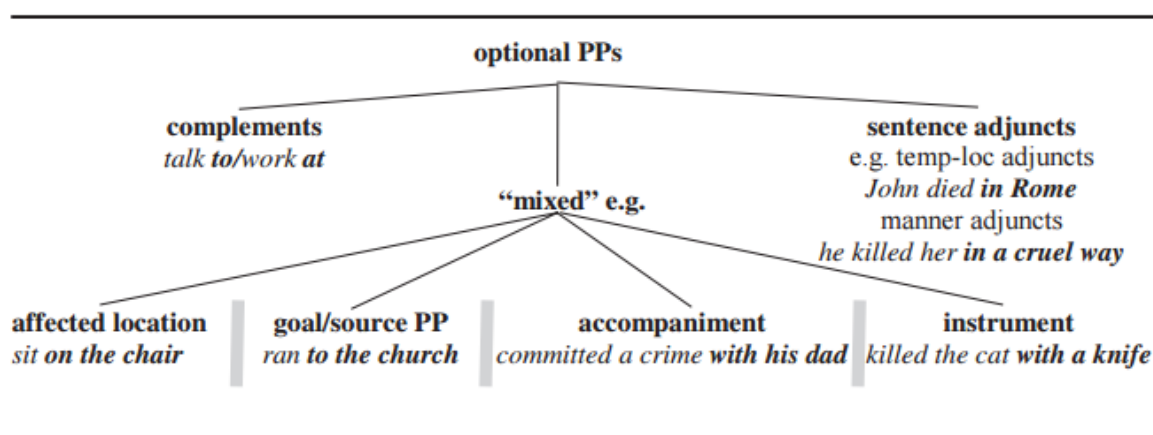 optional PPs
complements
talk to/work at
sentence adjuncts
e.g. temp-loc adjuncts
John died in Rome
manner adjuncts
he killed her in a cruel way
“mixed” e.g.
affected location
sit on the chair
goal/source PP
ran to the church
accompaniment
committed a crime with his dad
instrument
killed the cat with a knife